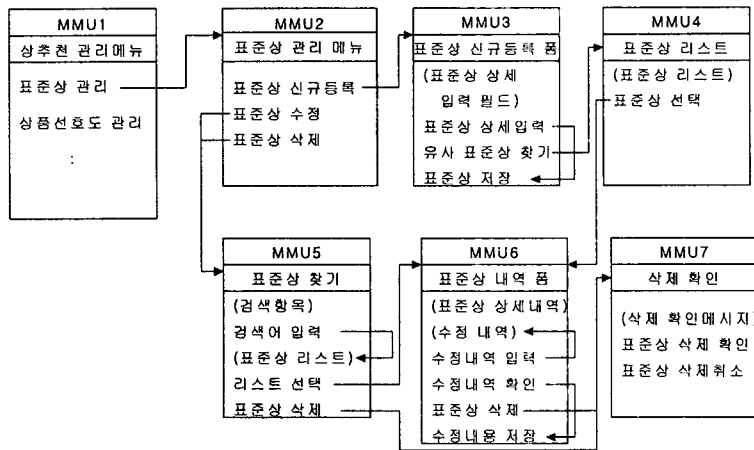 MMU1
상추천 관리메뉴
표준상 관리
상품선호도 관리
:
MMU2
표준상 관리 메뉴
표준상 신규등록
표준상 수정
표준상 삭제
MMU3
표준상 신규등록 폼
(표준상 상세
입력 필드)
표준상 상세입력
유사 표준상 찾기
표준상 저장
MMU4
표준상 리스트
(표준상 리스트)
표준상 선택
MMU5
표준상 찾기
(검색항목)
검색어 입력
(표준상 리스트)
리스트 선택
표준상 삭제
MMU6
표준상 내역 폼
(표준상 상세내역)
(수정 내역)
수정내역 입력
수정내역 확인
표준상 삭제
수정내용 저장
MMU7
삭제 확인
(삭제 확인메시지)
표준상 삭제 확인
표준상 삭제취소